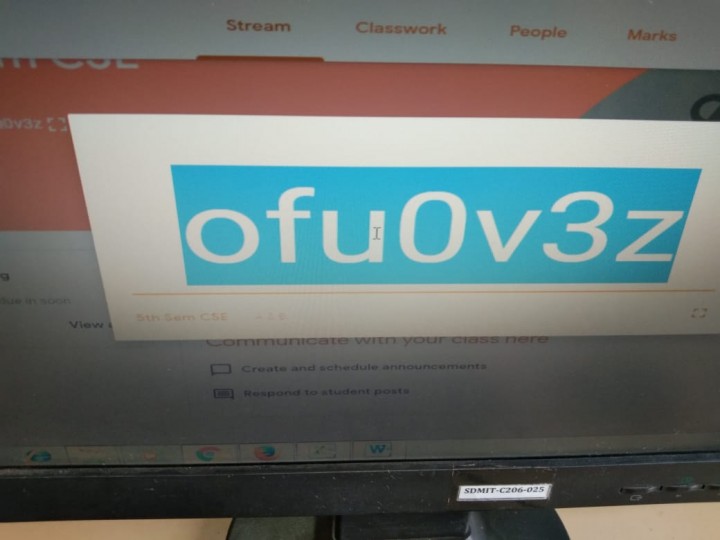 Stream Classwork People Marks
ofu0v3z
5th Sem CSE
View
Communicate with your class here
Create and schedule announcements
Respond to student posts
SDMIT-C206-025